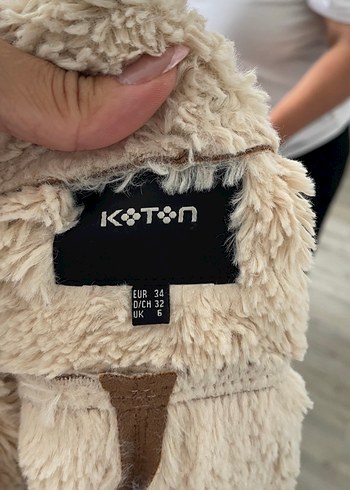 KOTON
EUR 34
D/CH 32
UK 6